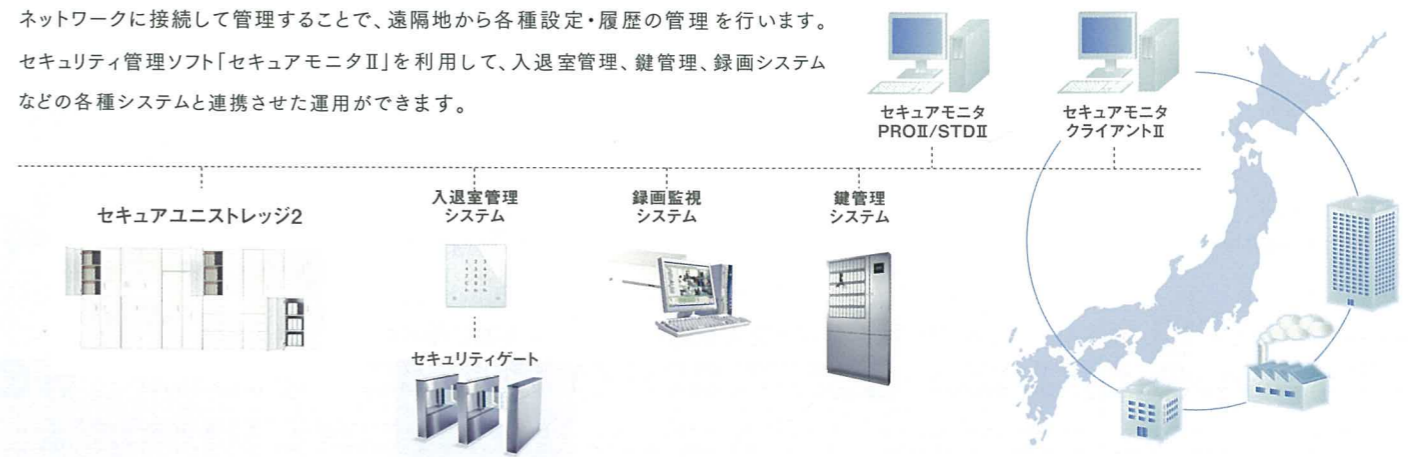 ネットワークに接続して管理することで、遠隔地から各種設定・履歴の管理を行います。
セキュリティ管理ソフト「セキュアモニタⅡ」を利用して、入退室管理、鍵管理、録画システム
などの各種システムと連携させた運用ができます。
セキュアモニタ
PROⅡ/STDⅡ
セキュアモニタ
クライアントⅡ
セキュアユニストレッジ2
入退室管理
システム
録画監視
システム
鍵管理
システム
セキュリティゲート